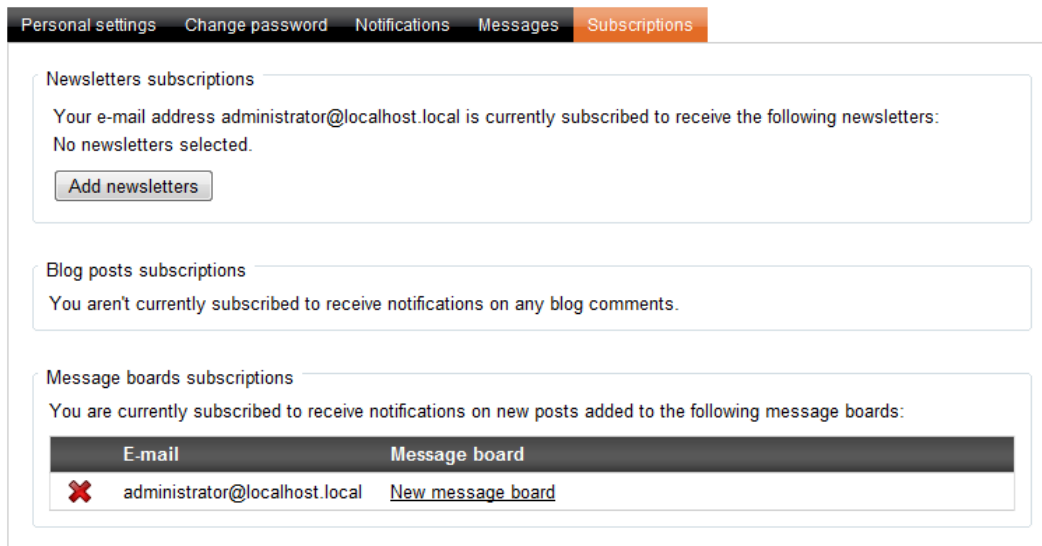 Personal settings Change password Notifications Messages Subscriptions
Newsletters subscriptions
Your e-mail address administrator@localhost.local is currently subscribed to receive the following newsletters:
No newsletters selected.
Add newsletters
Blog posts subscriptions
You aren't currently subscribed to receive notifications on any blog comments.
Message boards subscriptions
You are currently subscribed to receive notifications on new posts added to the following message boards:
E-mail Message board
administrator@localhost.local New message board